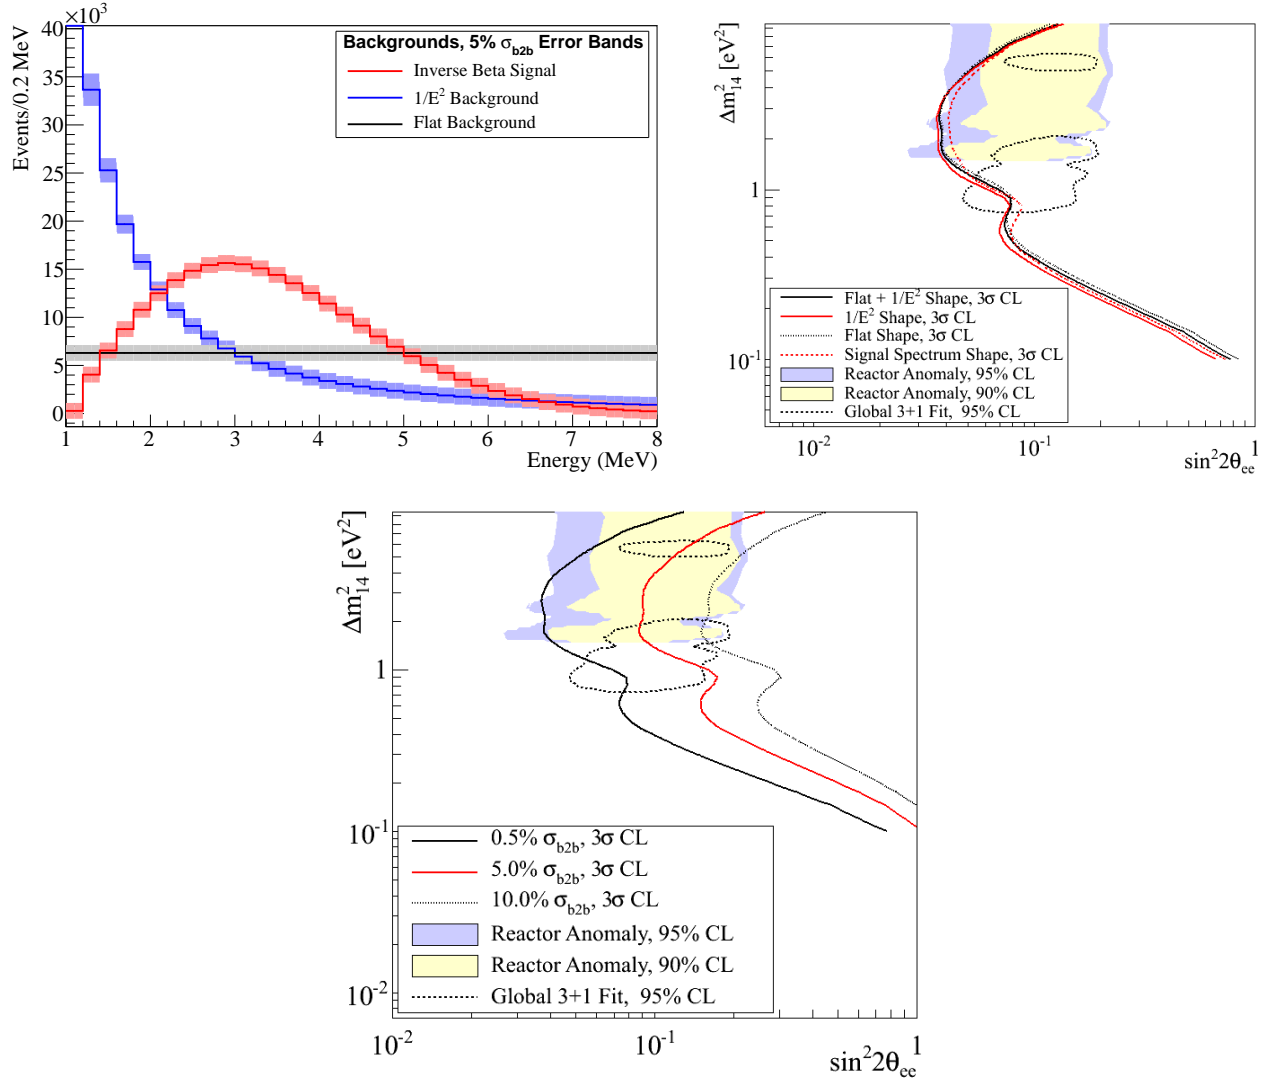 ×10³
Events/0.2 MeV
40
35
30
25
20
15
10
5
0
Backgrounds, 5% σb2b Error Bands
Inverse Beta Signal
1/E² Background
Flat Background
1 2 3 4 5 6 7 8
Energy (MeV)
Δm²14 [eV²]
1
10⁻¹
Flat + 1/E² Shape, 3σ CL
1/E² Shape, 3σ CL
Flat Shape, 3σ CL
Signal Spectrum Shape, 3σ CL
Reactor Anomaly, 95% CL
Reactor Anomaly, 90% CL
Global 3+1 Fit, 95% CL
10⁻² 10⁻¹ 1
sin²2θee
Δm²14 [eV²]
1
10⁻¹
10⁻²
0.5% σb2b, 3σ CL
5.0% σb2b, 3σ CL
10.0% σb2b, 3σ CL
Reactor Anomaly, 95% CL
Reactor Anomaly, 90% CL
Global 3+1 Fit, 95% CL
10⁻² 10⁻¹ 1
sin²2θee